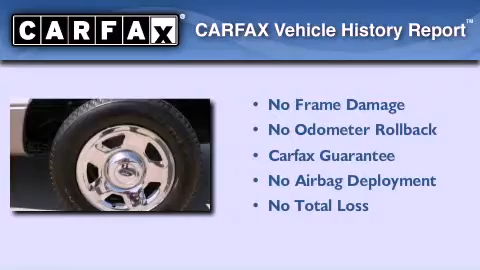 CARFAX®
CARFAX Vehicle History Report™
• No Frame Damage
• No Odometer Rollback
• Carfax Guarantee
• No Airbag Deployment
• No Total Loss